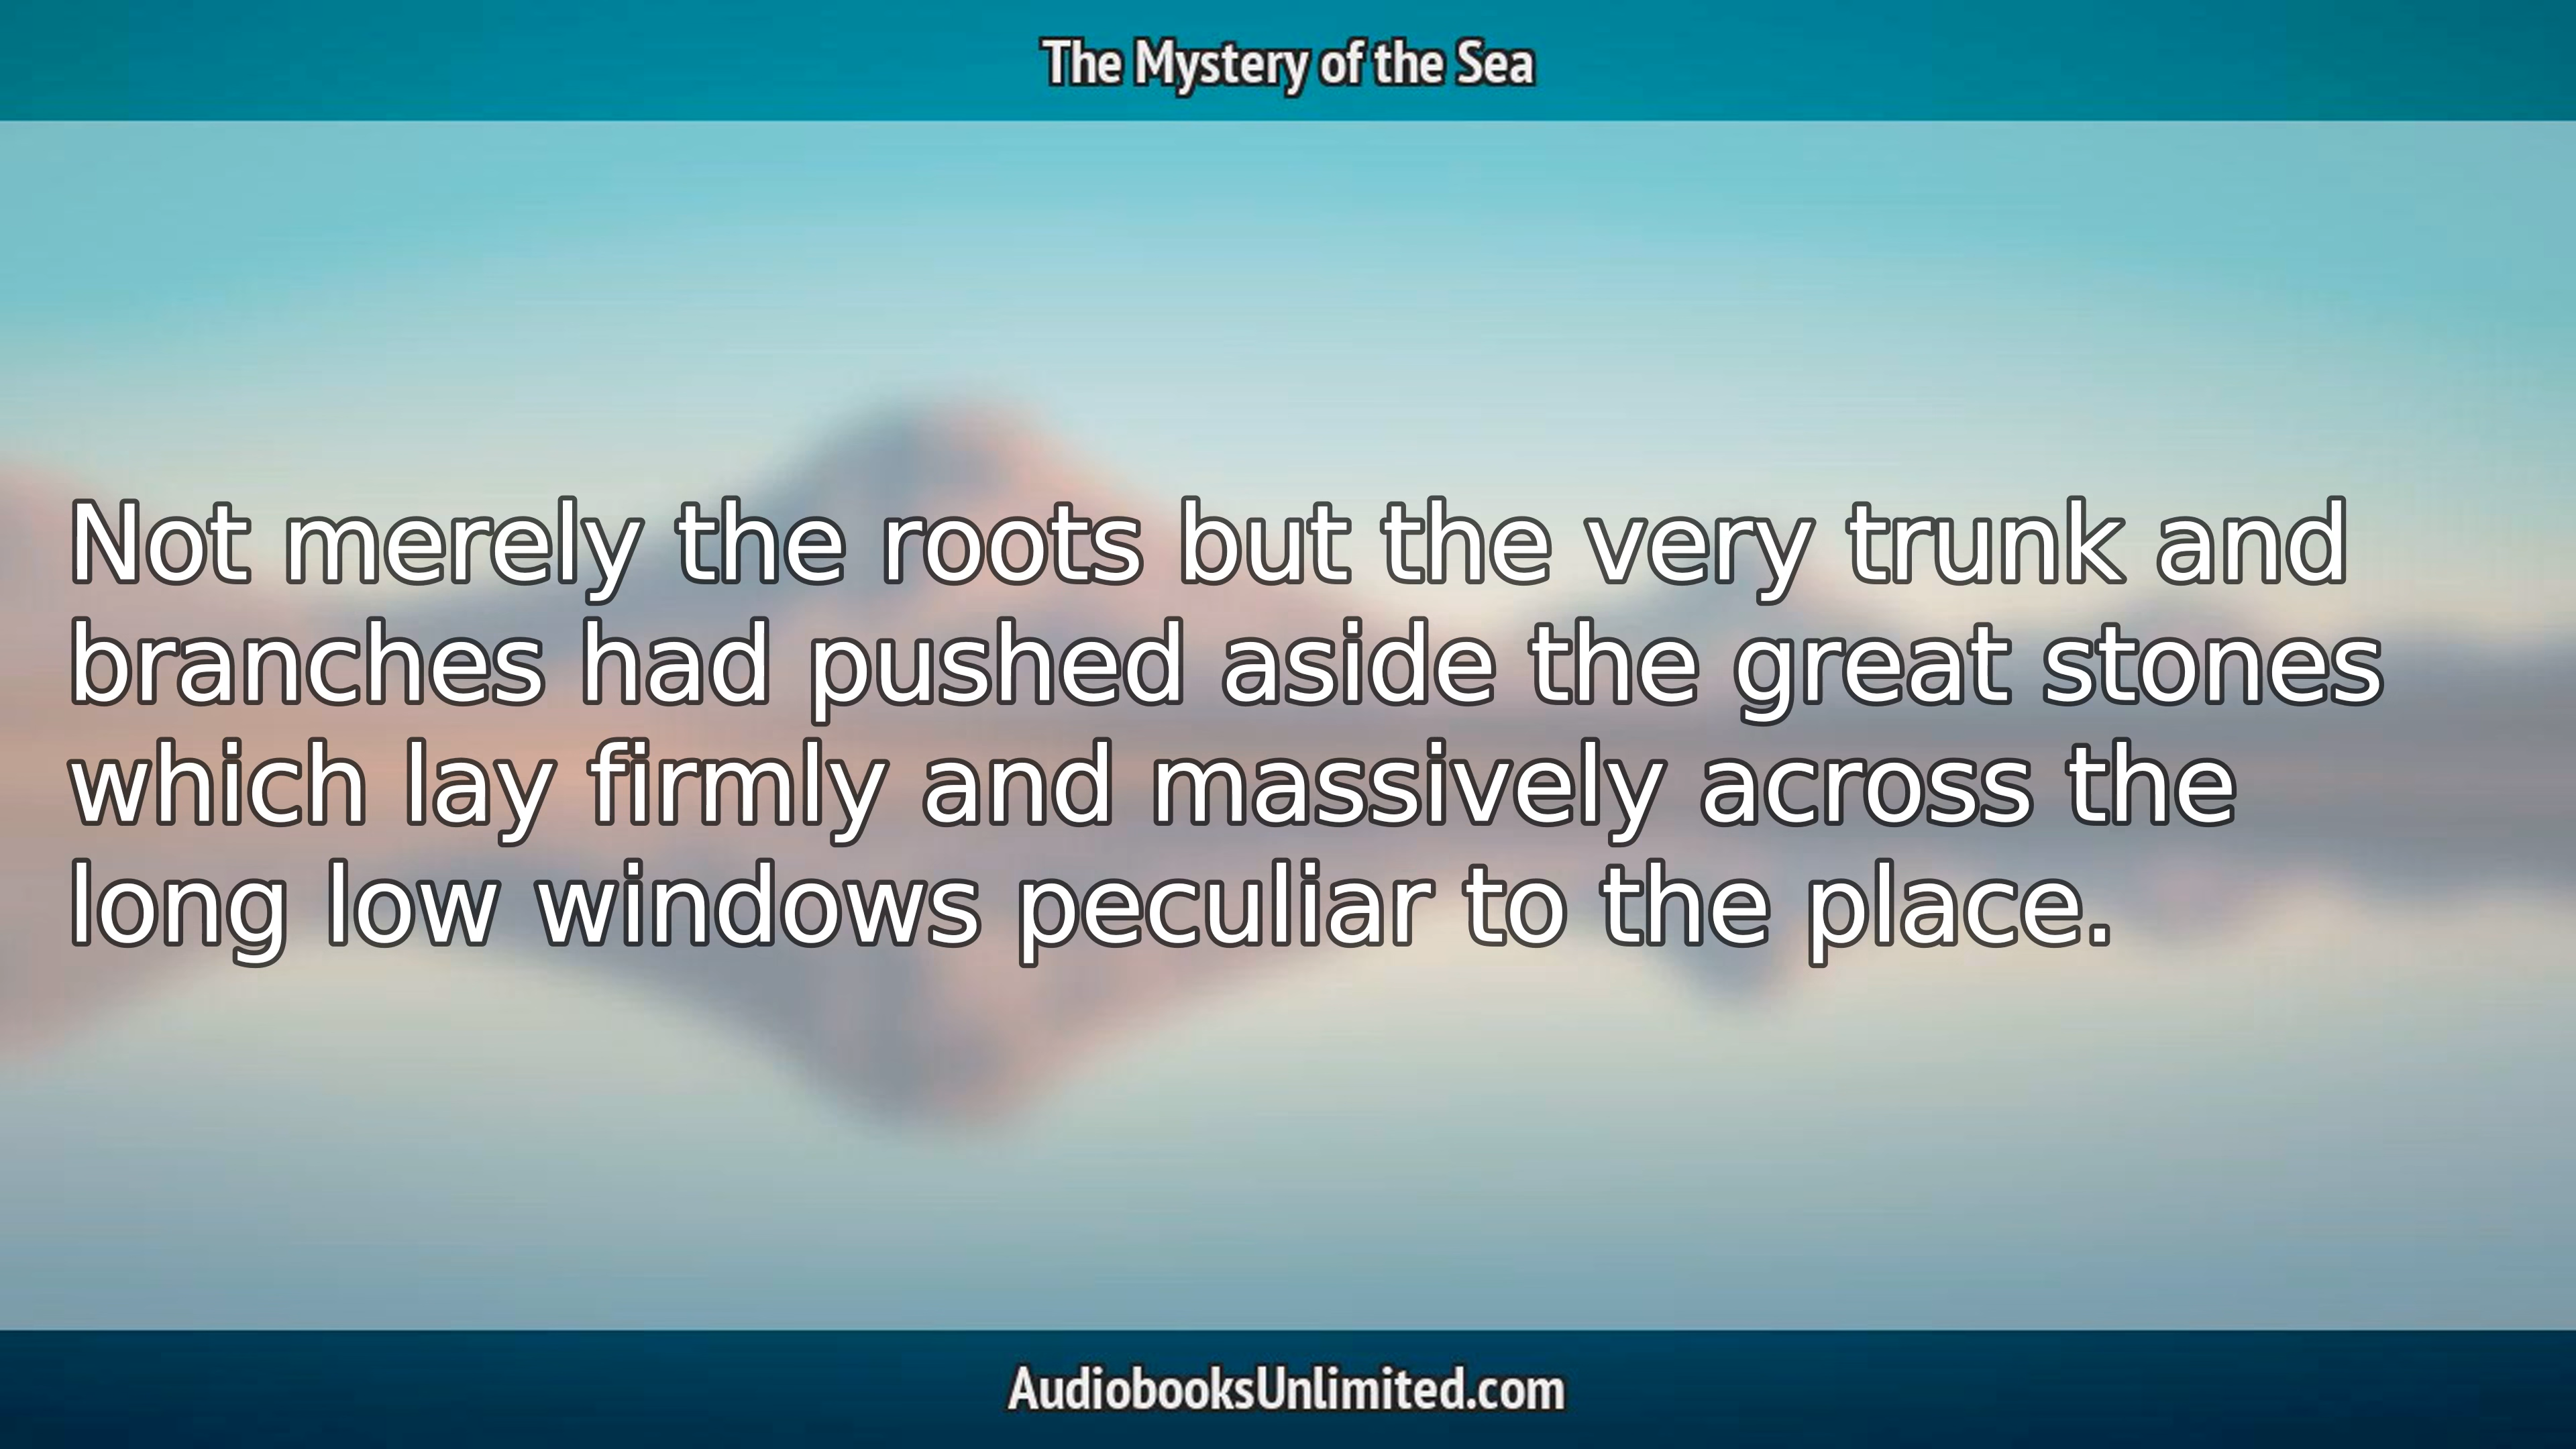 The Mystery of the Sea
Not merely the roots but the very trunk and
branches had pushed aside the great stones
which lay firmly and massively across the
long low windows peculiar to the place.
AudiobooksUnlimited.com